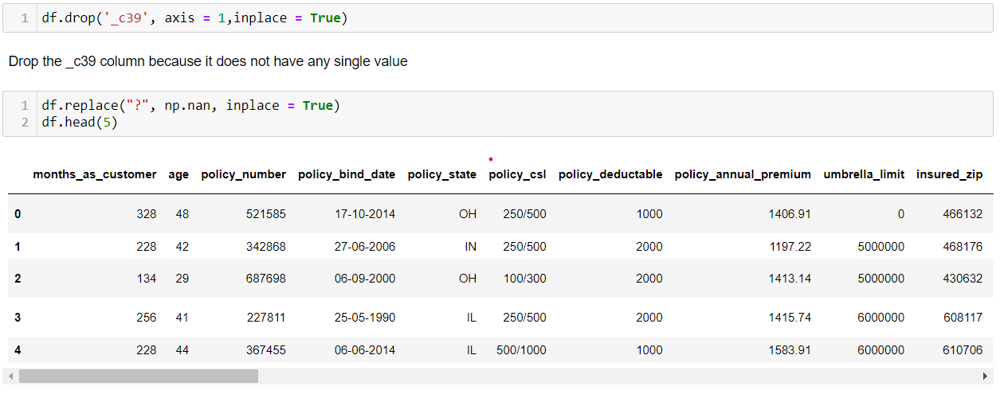 1 df.drop('_c39', axis = 1,inplace = True)
Drop the _c39 column because it does not have any single value
1 df.replace("?", np.nan, inplace = True)
2 df.head(5)
months_as_customer age policy_number policy_bind_date policy_state policy_csl policy_deductable policy_annual_premium umbrella_limit insured_zip
0 328 48 521585 17-10-2014 OH 250/500 1000 1406.91 0 466132
1 228 42 342868 27-06-2006 IN 250/500 2000 1197.22 5000000 468176
2 134 29 687698 06-09-2000 OH 100/300 2000 1413.14 5000000 430632
3 256 41 227811 25-05-1990 IL 250/500 2000 1415.74 6000000 608117
4 228 44 367455 06-06-2014 IL 500/1000 1000 1583.91 6000000 610706